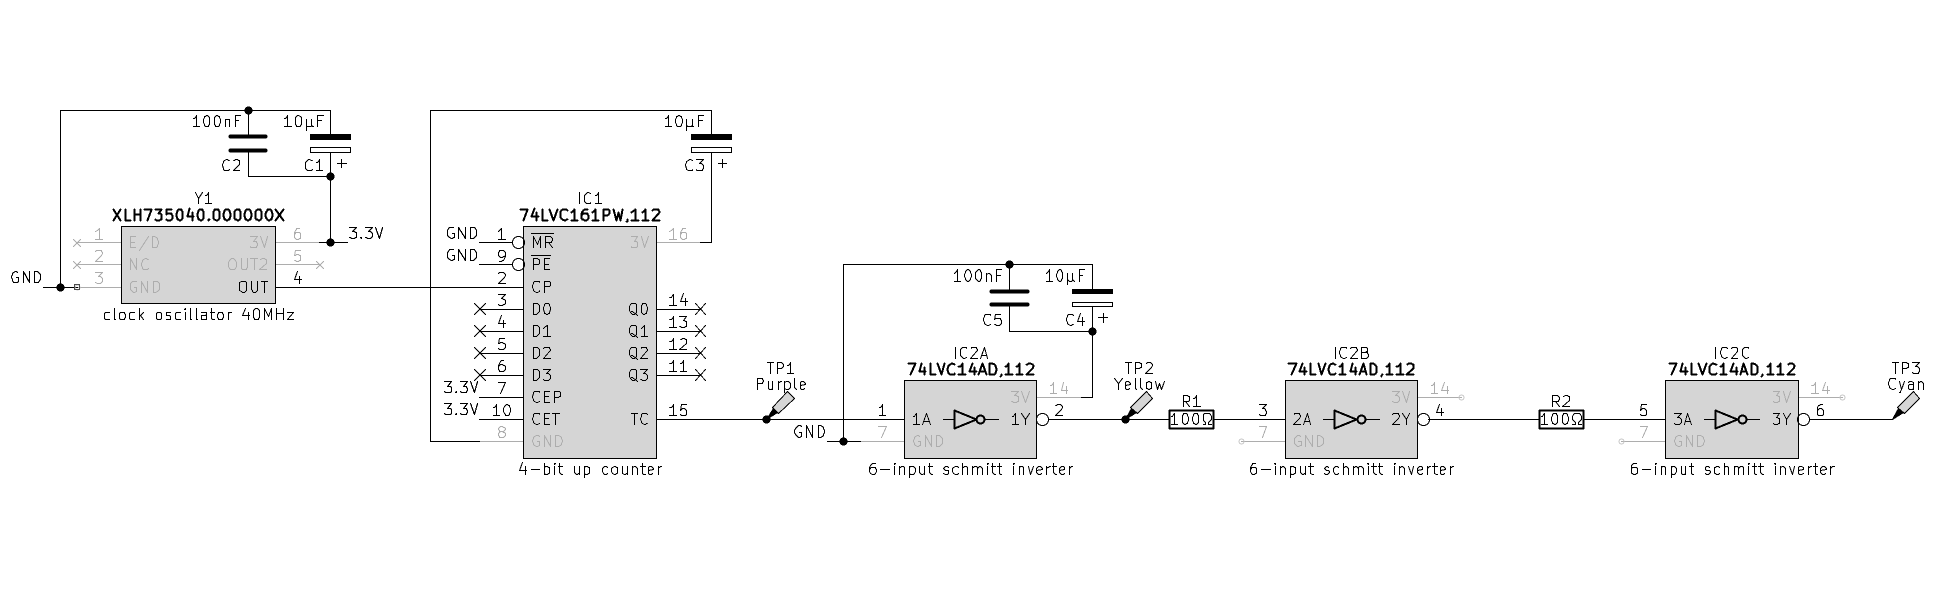 100nF
10µF
C2
C1
+
Y1
XLH735040.000000X
1
E/D
3V
6
3.3V
2
NC
OUT2
5
GND
3
GND
OUT
4
clock oscillator 40MHz
10µF
C3
+
IC1
74LVC161PW,112
GND
1
MR
3V
16
GND
9
PE
2
CP
3
D0
Q0
14
4
D1
Q1
13
5
D2
Q2
12
6
D3
Q3
11
3.3V
7
CEP
3.3V
10
CET
TC
15
8
GND
4-bit up counter
TP1
Purple
100nF
10µF
C5
C4
+
IC2A
74LVC14AD,112
3V
14
1
1A
1Y
2
GND
7
GND
6-input schmitt inverter
TP2
Yellow
R1
100Ω
IC2B
74LVC14AD,112
3V
14
3
2A
2Y
4
7
GND
6-input schmitt inverter
R2
100Ω
IC2C
74LVC14AD,112
3V
14
5
3A
3Y
6
7
GND
6-input schmitt inverter
TP3
Cyan